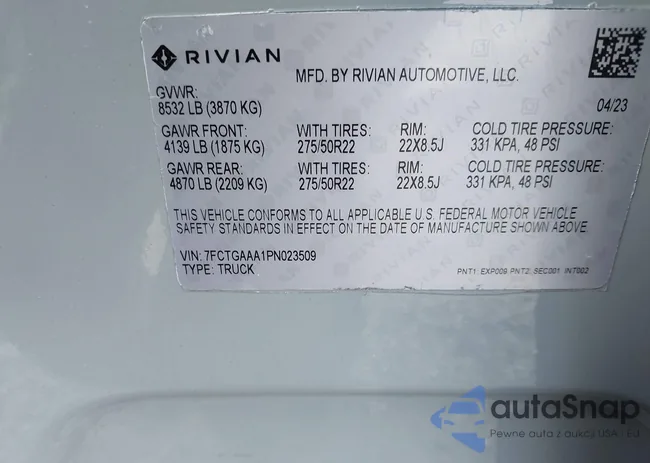 RIVIAN
MFD. BY RIVIAN AUTOMOTIVE, LLC.
GVWR:
8532 LB (3870 KG)
04/23
GAWR FRONT: WITH TIRES: RIM: COLD TIRE PRESSURE:
4139 LB (1875 KG) 275/50R22 22X8.5J 331 KPA, 48 PSI
GAWR REAR: WITH TIRES: RIM: COLD TIRE PRESSURE:
4870 LB (2209 KG) 275/50R22 22X8.5J 331 KPA, 48 PSI
THIS VEHICLE CONFORMS TO ALL APPLICABLE U.S. FEDERAL MOTOR VEHICLE
SAFETY STANDARDS IN EFFECT ON THE DATE OF MANUFACTURE SHOWN ABOVE.
VIN: 7FCTGAAA1PN023509
TYPE: TRUCK
PNT1: EXP009 PNT2: SEC001 INT002
autaSnap
Pewne auta z aukcji USA - EU